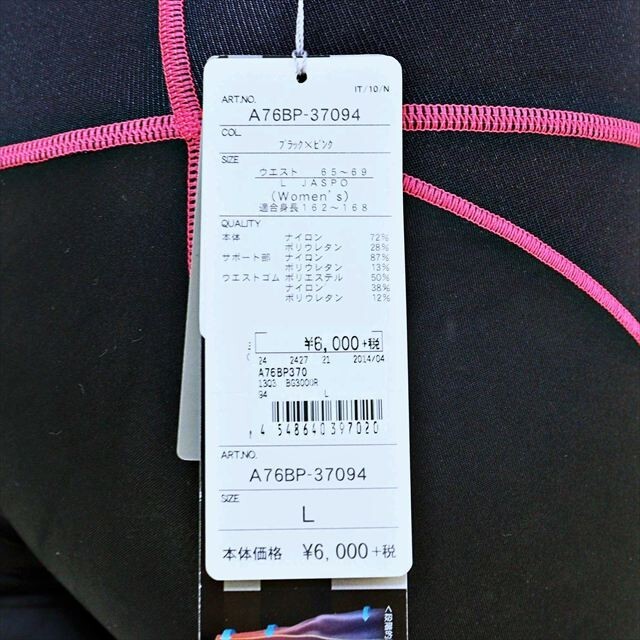 IT/10/N
ART.NO.
A76BP-37094
COL.
ブラック×ピンク
SIZE
ウエスト 65~69
L JASPO
(Women's)
適合身長162~168
QUALITY
本体 ナイロン 72%
ポリウレタン 28%
サポート部 ナイロン 87%
ポリウレタン 13%
ウエストゴム ポリエステル 50%
ナイロン 38%
ポリウレタン 12%
¥6,000+税
24 2427 21 2014/04
A76BP370
13Q3 BG3000R
94 L
4 548640397020
ART.NO.
A76BP-37094
SIZE
L
本体価格 ¥6,000+税